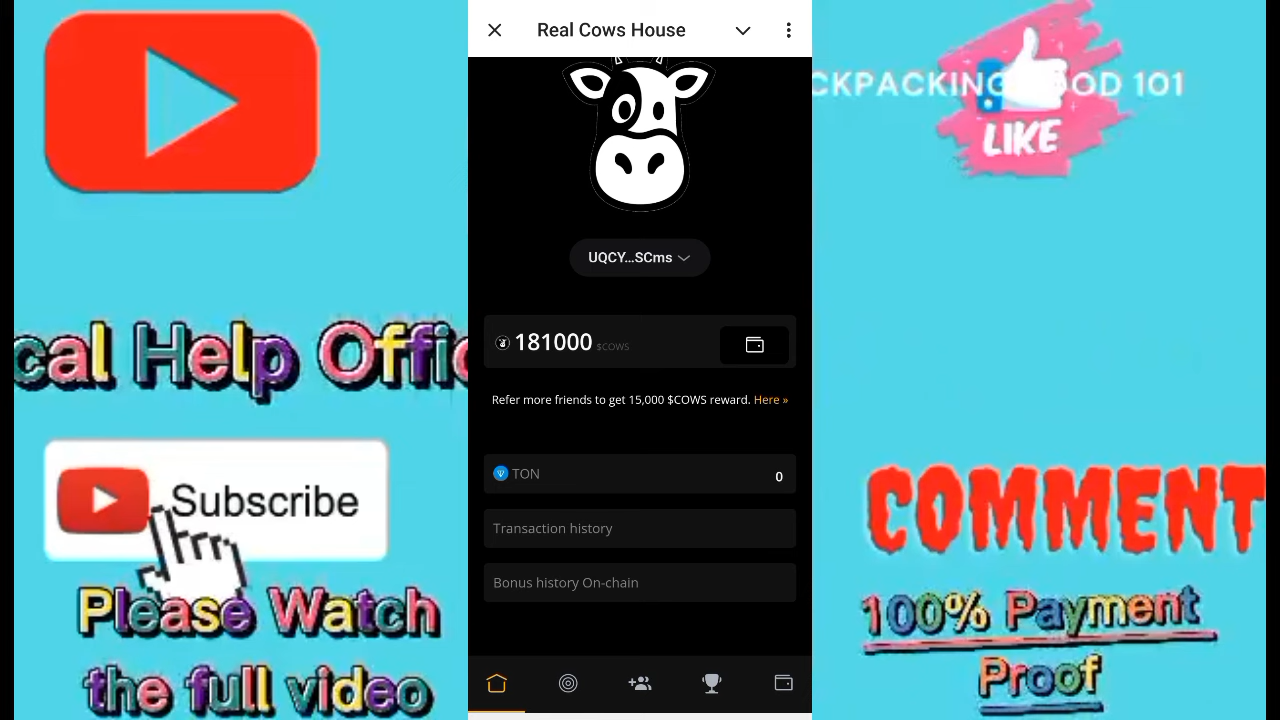 Real Cows House
CKPACKING
OD 101
LIKE
UQCY...SCms
181000 $COWS
Refer more friends to get 15,000 $COWS reward. Here »
TON
0
Transaction history
Bonus history On-chain
cal Help Offic
Subscribe
Please Watch
the full video
COMMENT
100% Payment
Proof